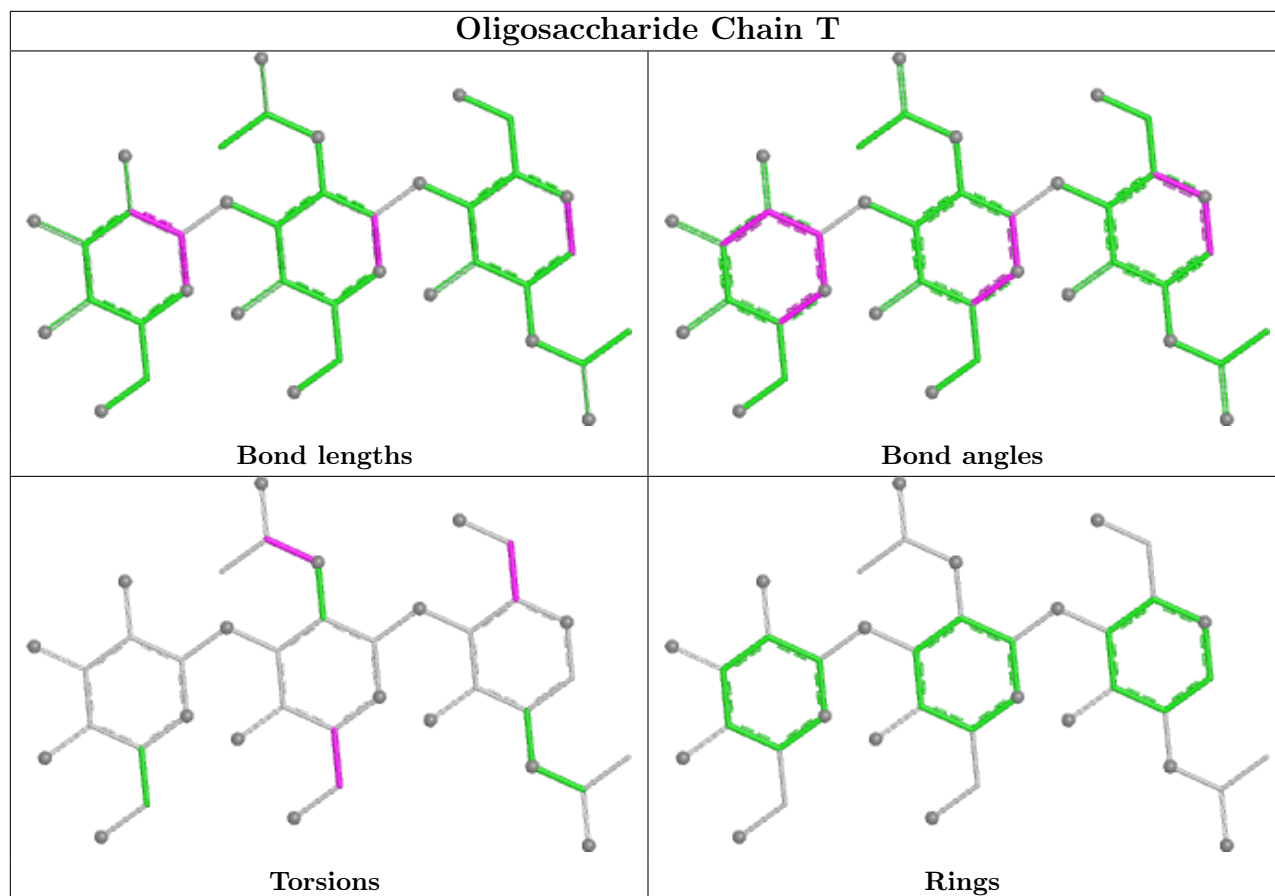 Oligosaccharide Chain T
Bond lengths
Bond angles
Torsions
Rings